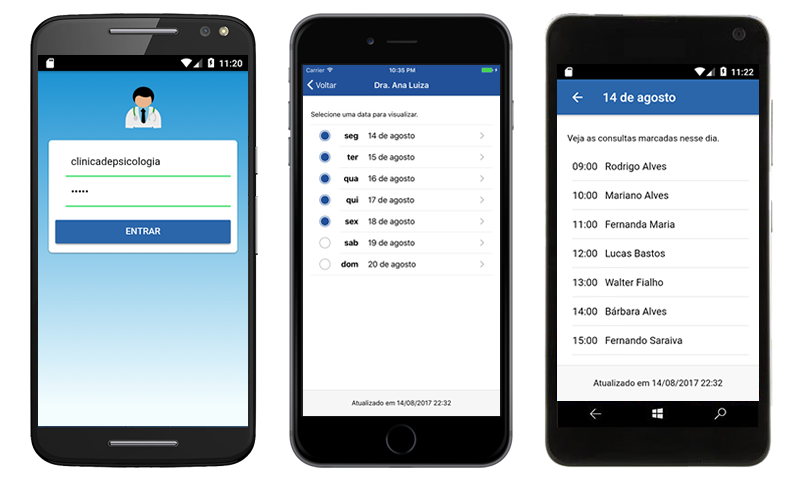 11:20
clinicadepsicologia
•••••
ENTRAR
Carrier 10:35 PM
Voltar Dra. Ana Luiza
Selecione uma data para visualizar.
seg 14 de agosto
ter 15 de agosto
qua 16 de agosto
qui 17 de agosto
sex 18 de agosto
sab 19 de agosto
dom 20 de agosto
Atualizado em 14/08/2017 22:32
11:22
14 de agosto
Veja as consultas marcadas nesse dia.
09:00 Rodrigo Alves
10:00 Mariano Alves
11:00 Fernanda Maria
12:00 Lucas Bastos
13:00 Walter Fialho
14:00 Bárbara Alves
15:00 Fernando Saraiva
Atualizado em 14/08/2017 22:32